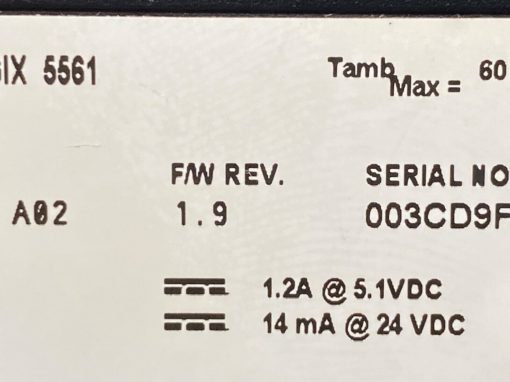 GIX 5561
Tamb Max = 60
F/W REV. SERIAL NO
A02 1.9 003CD9F
1.2A @ 5.1VDC
14 mA @ 24 VDC